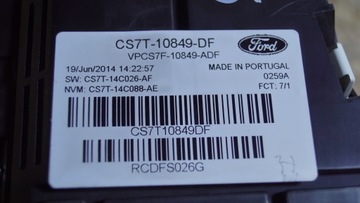 CS7T-10849-DF
VPCS7F-10849-ADF
Ford
19/Jun/2014 14:22:57
MADE IN PORTUGAL
SW: CS7T-14C026-AF
0259A
NVM: CS7T-14C088-AE
FCT: 7/1
CS7T10849DF
RCDFS026G